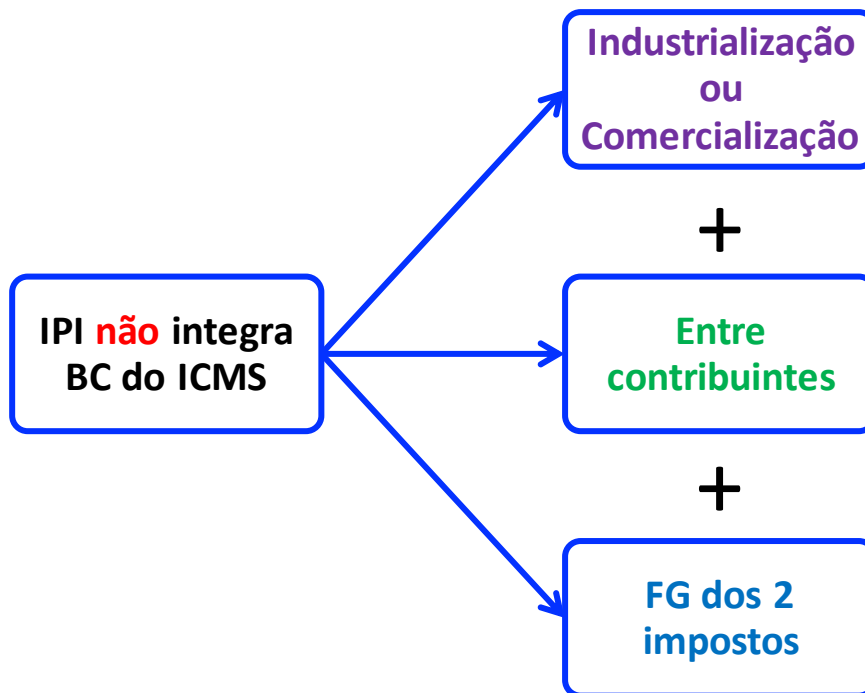 Industrialização
ou
Comercialização
+
IPI não integra
BC do ICMS
Entre
contribuintes
+
FG dos 2
impostos